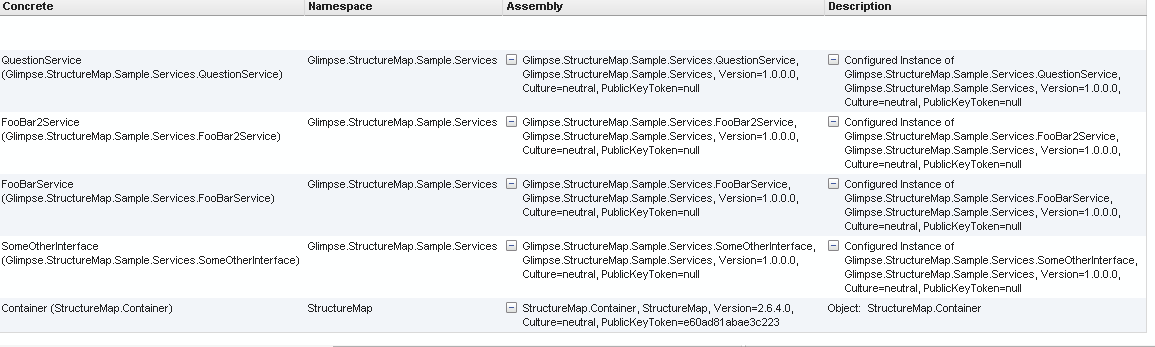 Concrete Namespace Assembly Description
QuestionService Glimpse.StructureMap.Sample.Services Glimpse.StructureMap.Sample.Services.QuestionService, Configured Instance of
(Glimpse.StructureMap.Sample.Services.QuestionService) Glimpse.StructureMap.Sample.Services, Version=1.0.0.0, Glimpse.StructureMap.Sample.Services.QuestionService,
Culture=neutral, PublicKeyToken=null Glimpse.StructureMap.Sample.Services, Version=1.0.0.0,
Culture=neutral, PublicKeyToken=null
FooBar2Service Glimpse.StructureMap.Sample.Services Glimpse.StructureMap.Sample.Services.FooBar2Service, Configured Instance of
(Glimpse.StructureMap.Sample.Services.FooBar2Service) Glimpse.StructureMap.Sample.Services, Version=1.0.0.0, Glimpse.StructureMap.Sample.Services.FooBar2Service,
Culture=neutral, PublicKeyToken=null Glimpse.StructureMap.Sample.Services, Version=1.0.0.0,
Culture=neutral, PublicKeyToken=null
FooBarService Glimpse.StructureMap.Sample.Services Glimpse.StructureMap.Sample.Services.FooBarService, Configured Instance of
(Glimpse.StructureMap.Sample.Services.FooBarService) Glimpse.StructureMap.Sample.Services, Version=1.0.0.0, Glimpse.StructureMap.Sample.Services.FooBarService,
Culture=neutral, PublicKeyToken=null Glimpse.StructureMap.Sample.Services, Version=1.0.0.0,
Culture=neutral, PublicKeyToken=null
SomeOtherInterface Glimpse.StructureMap.Sample.Services Glimpse.StructureMap.Sample.Services.SomeOtherInterface, Configured Instance of
(Glimpse.StructureMap.Sample.Services.SomeOtherInterface) Glimpse.StructureMap.Sample.Services, Version=1.0.0.0, Glimpse.StructureMap.Sample.Services.SomeOtherInterface,
Culture=neutral, PublicKeyToken=null Glimpse.StructureMap.Sample.Services, Version=1.0.0.0,
Culture=neutral, PublicKeyToken=null
Container (StructureMap.Container) StructureMap StructureMap.Container, StructureMap, Version=2.6.4.0, Object: StructureMap.Container
Culture=neutral, PublicKeyToken=e60ad81abae3c223